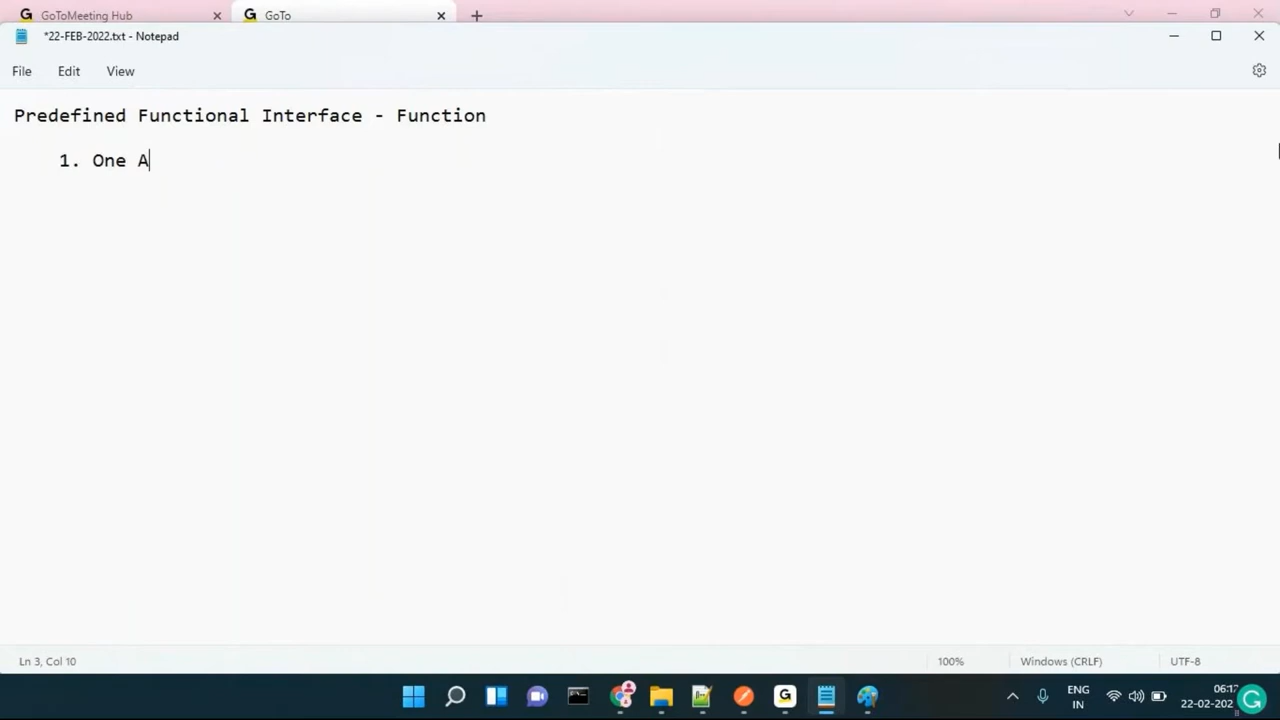 GoToMeeting Hub
GoTo
*22-FEB-2022.txt - Notepad
File Edit View
Predefined Functional Interface - Function
1. One A
Ln 3, Col 10 100% Windows (CRLF) UTF-8
ENG
IN
22-02-202